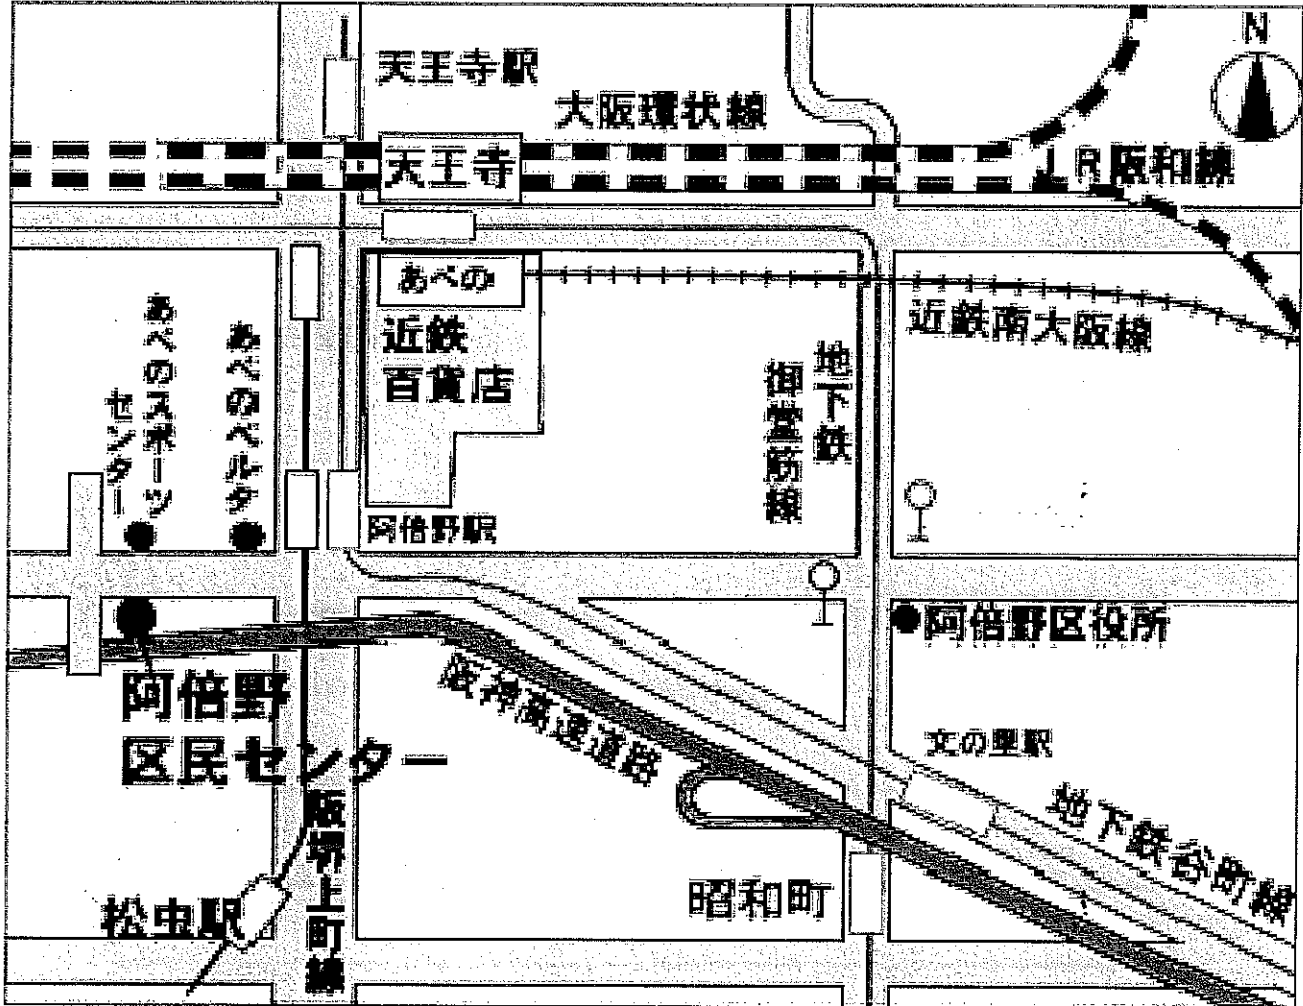 天王寺駅
大阪環状線
N
天王寺
JR阪和線
あべの
近鉄
百貨店
近鉄南大阪線
地下鉄
御堂筋線
あべのベルタ
あべのスポーツ
センター
阿倍野駅
阿倍野区役所
阿倍野
区民センター
阪神高速道路
文の里駅
地下鉄谷町線
阪堺上町線
松虫駅
昭和町